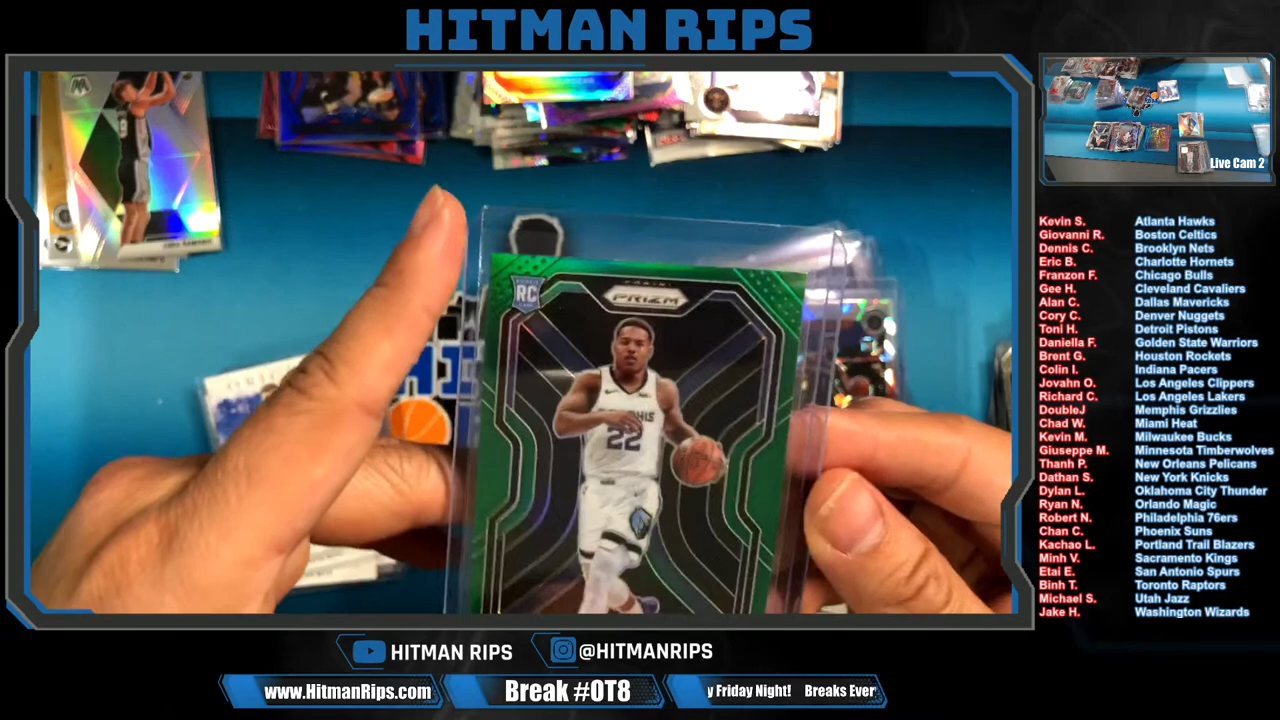 HITMAN RIPS
Live Cam 2
Kevin S. Atlanta Hawks
Giovanni R. Boston Celtics
Dennis C. Brooklyn Nets
Eric B. Charlotte Hornets
Franzon F. Chicago Bulls
Gee H. Cleveland Cavaliers
Alan C. Dallas Mavericks
Cory C. Denver Nuggets
Toni H. Detroit Pistons
Daniella F. Golden State Warriors
Brent G. Houston Rockets
Colin I. Indiana Pacers
Jovahn O. Los Angeles Clippers
Richard C. Los Angeles Lakers
DoubleJ Memphis Grizzlies
Chad W. Miami Heat
Kevin M. Milwaukee Bucks
Giuseppe M. Minnesota Timberwolves
Thanh P. New Orleans Pelicans
Dathan S. New York Knicks
Dylan L. Oklahoma City Thunder
Ryan N. Orlando Magic
Robert N. Philadelphia 76ers
Chan C. Phoenix Suns
Kachao L. Portland Trail Blazers
Minh V. Sacramento Kings
Etai E. San Antonio Spurs
Binh T. Toronto Raptors
Michael S. Utah Jazz
Jake H. Washington Wizards
RC
PANINI
PRIZM
22
HI
HITMAN RIPS
@HITMANRIPS
www.HitmanRips.com
Break #OT8
y Friday Night! Breaks Ever